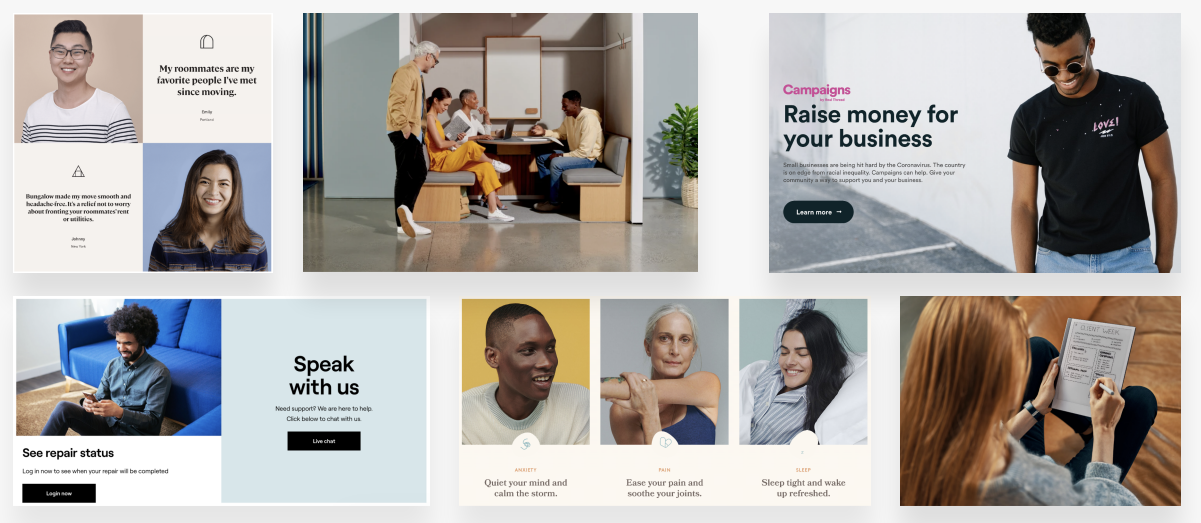 My roommates are my
favorite people I've met
since moving.
Emily
Portland
Bungalow made my move smooth and
headache-free. It's a relief not to worry
about fronting your roommates' rent
or utilities.
Johnny
New York
Campaigns
by Real Thread
Raise money for
your business
Small businesses are being hit hard by the Coronavirus. The country
is on edge from racial inequality. Campaigns can help. Give your
community a way to support you and your business.
Learn more →
LOVE!
See repair status
Log in now to see when your repair will be completed
Login now
Speak
with us
Need support? We are here to help.
Click below to chat with us.
Live chat
ANXIETY
Quiet your mind and
calm the storm.
PAIN
Ease your pain and
soothe your joints.
SLEEP
Sleep tight and wake
up refreshed.
CLIENT WEEK